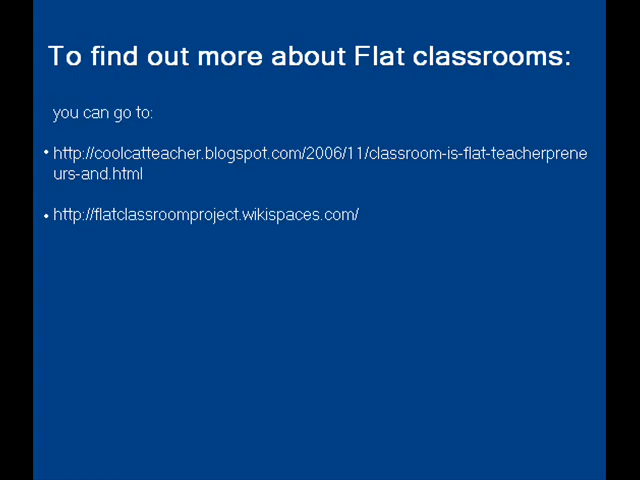 To find out more about Flat classrooms:
you can go to:
• http://coolcatteacher.blogspot.com/2006/11/classroom-is-flat-teacherprene
urs-and.html
• http://flatclassroomproject.wikispaces.com/